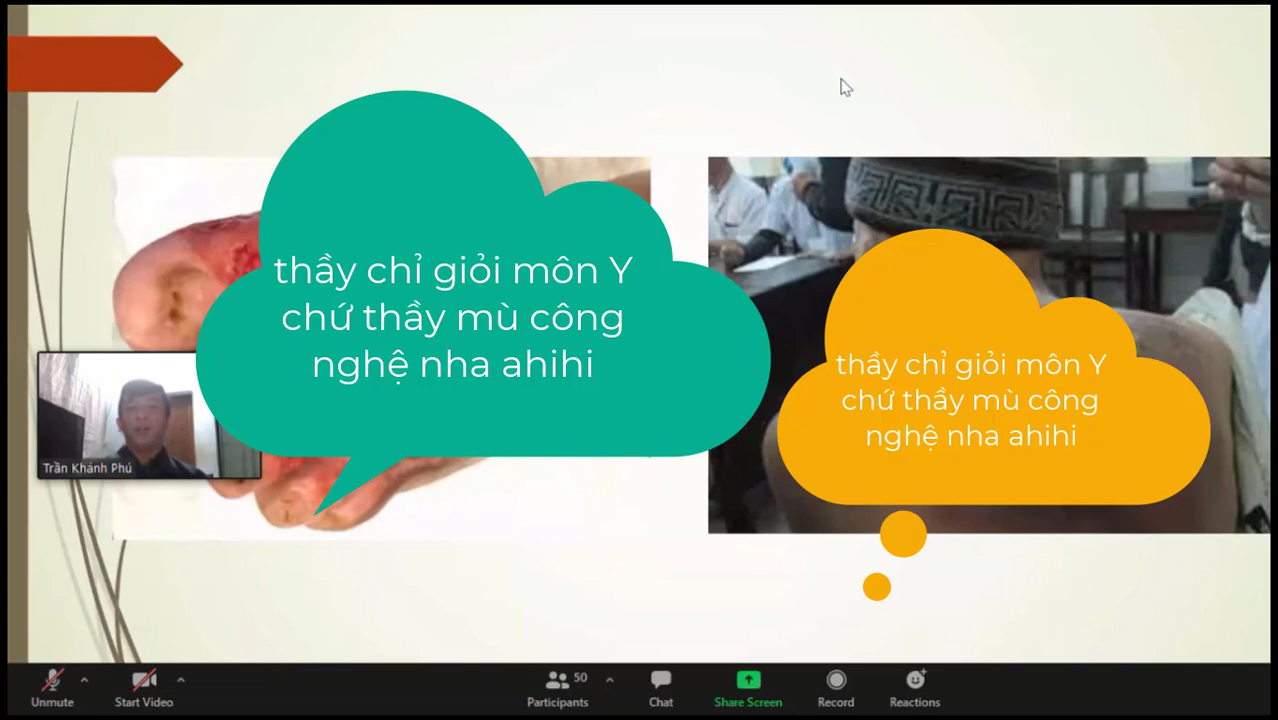 thầy chỉ giỏi môn Y
chứ thầy mù công
nghệ nha ahihi
thầy chỉ giỏi môn Y
chứ thầy mù công
nghệ nha ahihi
Trần Khánh Phú
Unmute
Start Video
50
Participants
Chat
Share Screen
Record
Reactions